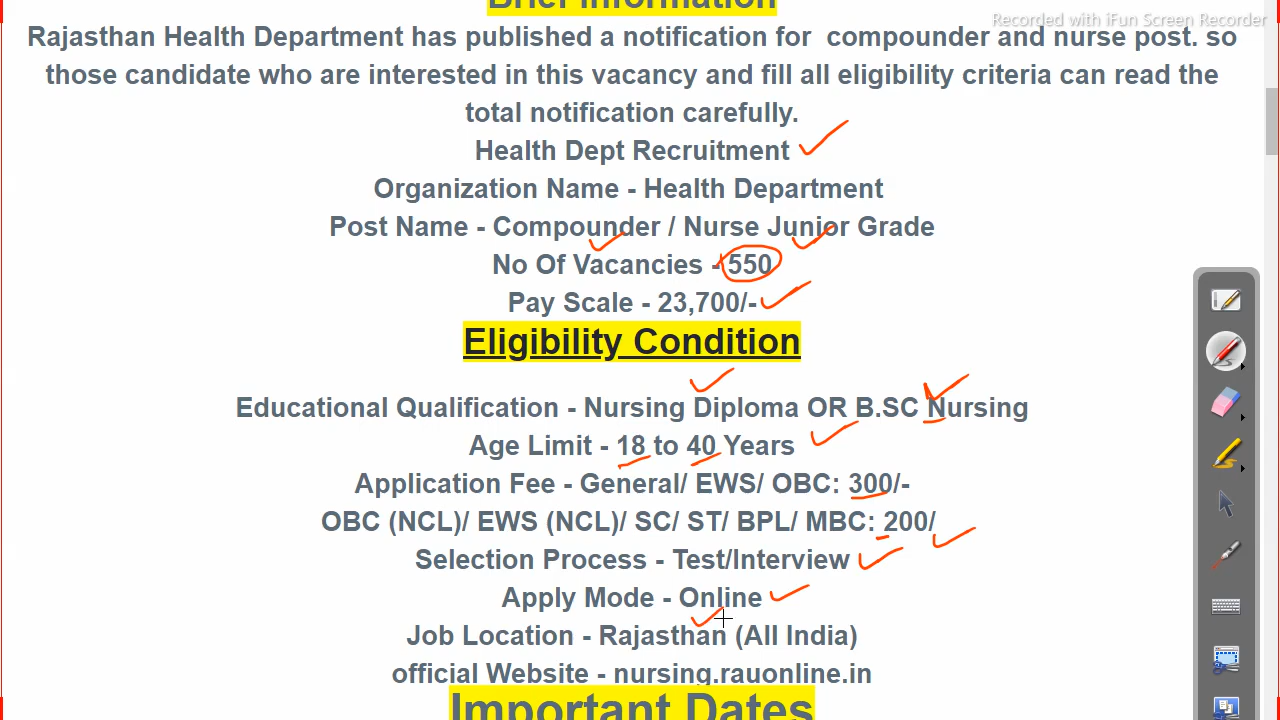 Brief Information
Recorded with iFun Screen Recorder
Rajasthan Health Department has published a notification for compounder and nurse post. so
those candidate who are interested in this vacancy and fill all eligibility criteria can read the
total notification carefully.
Health Dept Recruitment
Organization Name - Health Department
Post Name - Compounder / Nurse Junior Grade
No Of Vacancies - 550
Pay Scale - 23,700/-
Eligibility Condition
Educational Qualification - Nursing Diploma OR B.SC Nursing
Age Limit - 18 to 40 Years
Application Fee - General/ EWS/ OBC: 300/-
OBC (NCL)/ EWS (NCL)/ SC/ ST/ BPL/ MBC: 200/
Selection Process - Test/Interview
Apply Mode - Online
Job Location - Rajasthan (All India)
official Website - nursing.rauonline.in
Important Dates